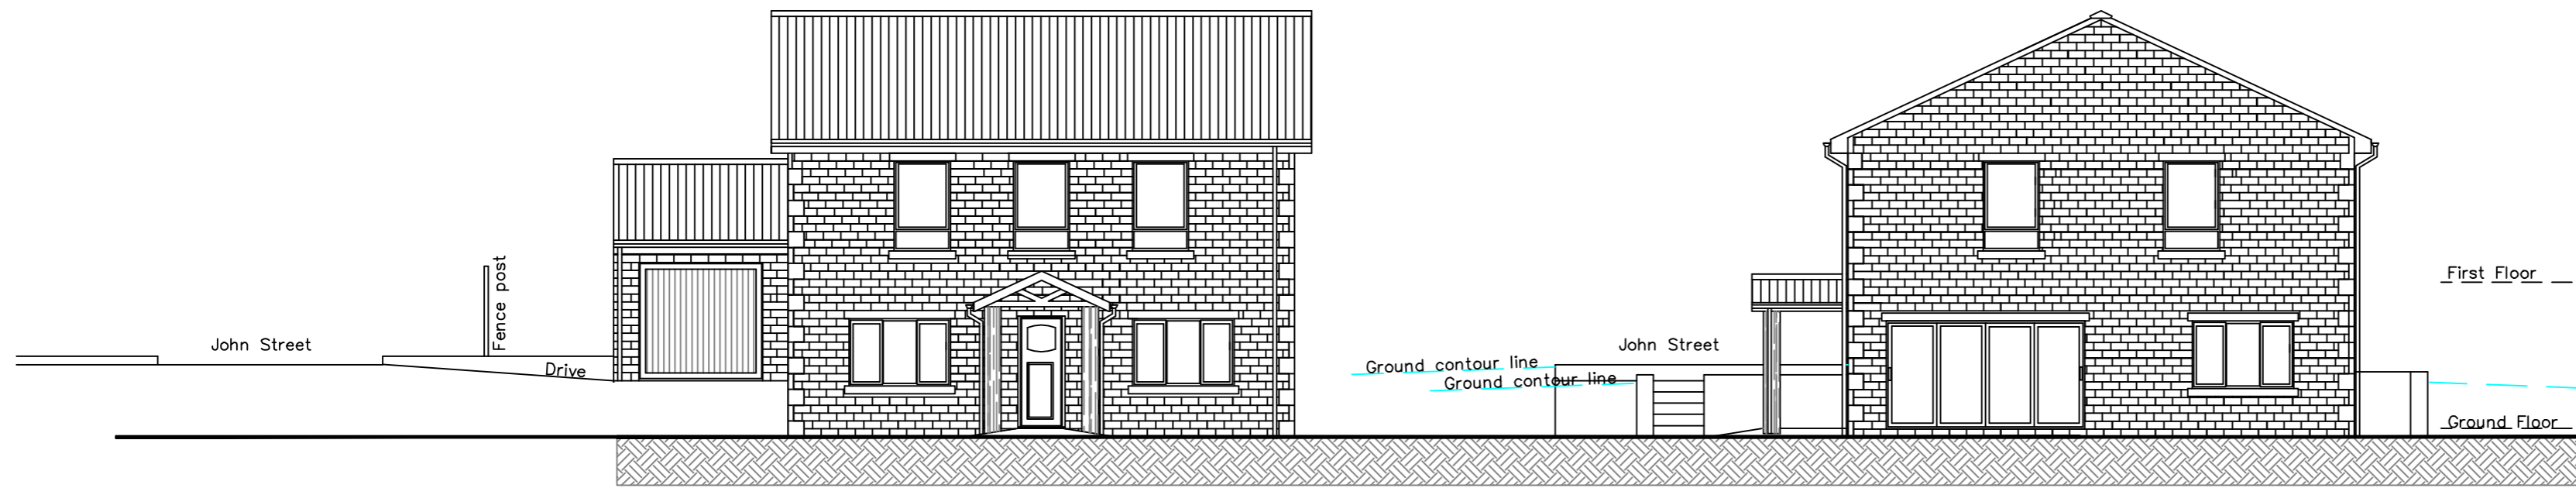 John Street
Fence post
Drive
Ground contour line
Ground contour line
John Street
First Floor
Ground Floor